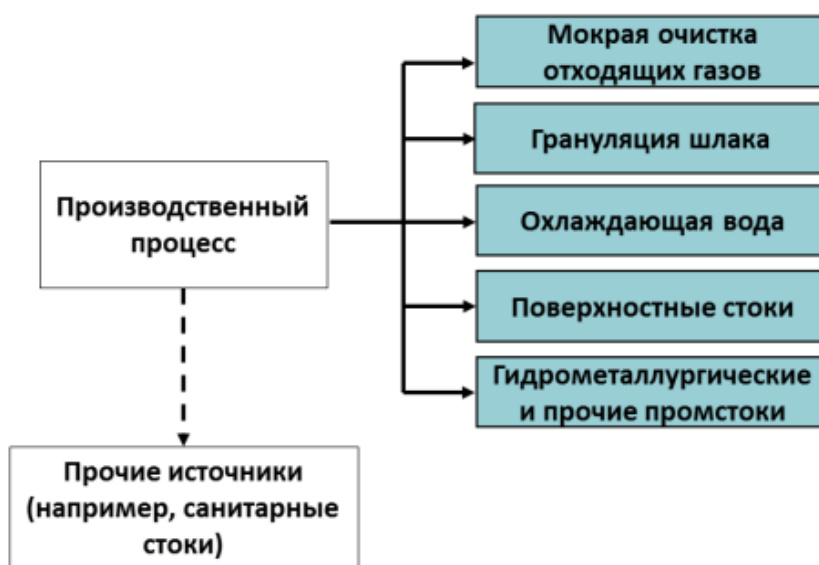 Мокрая очистка
отходящих газов
Грануляция шлака
Производственный
процесс
Охлаждающая вода
Поверхностные стоки
Гидрометаллургические
и прочие промстоки
Прочие источники
(например, санитарные
стоки)